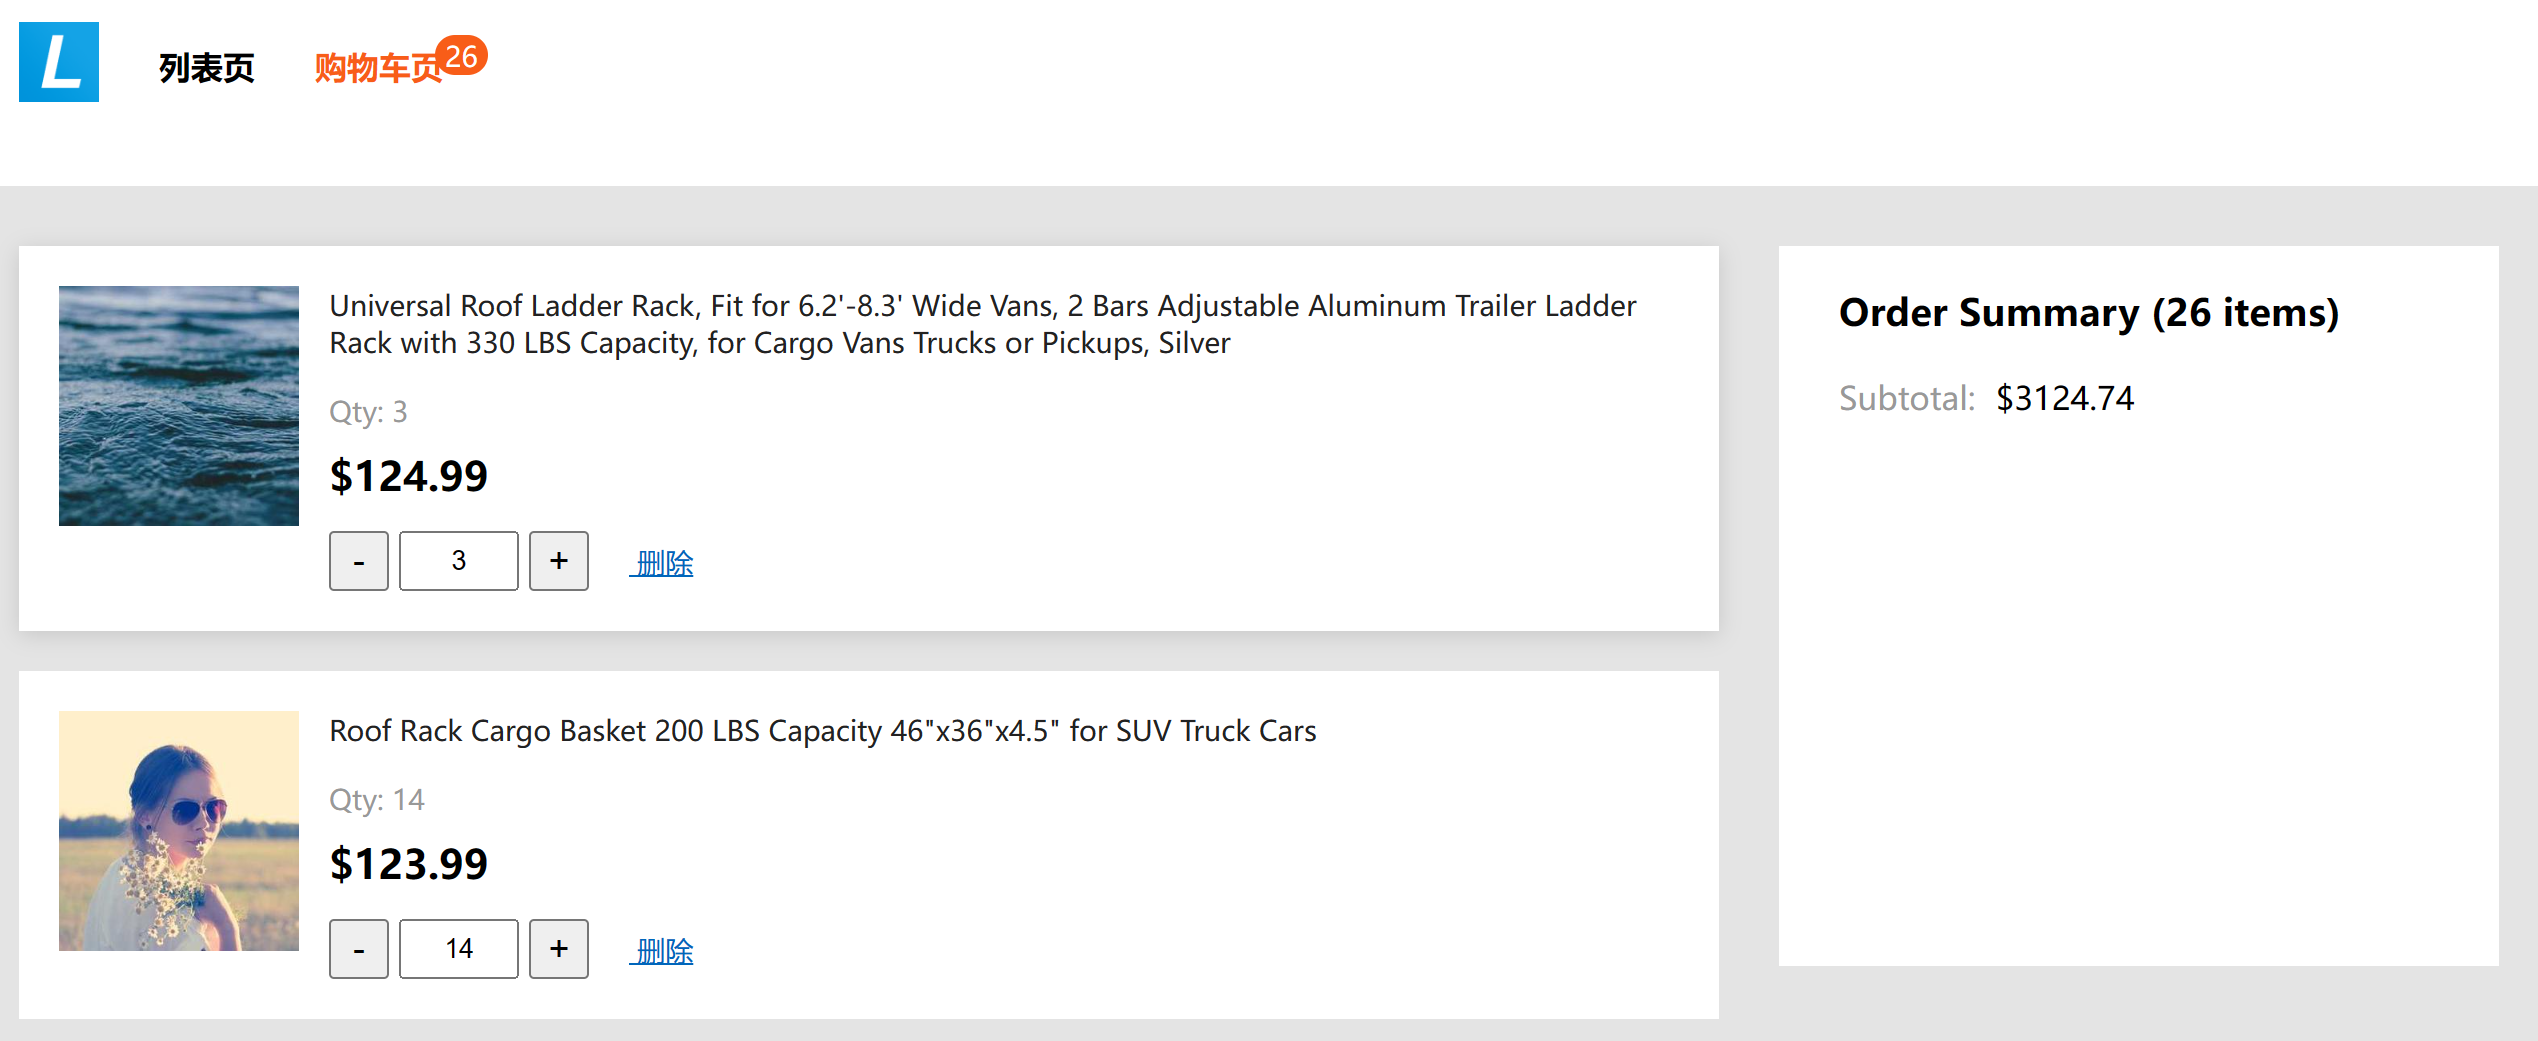 L
列表页
购物车页
26
Universal Roof Ladder Rack, Fit for 6.2'-8.3' Wide Vans, 2 Bars Adjustable Aluminum Trailer Ladder
Rack with 330 LBS Capacity, for Cargo Vans Trucks or Pickups, Silver
Qty: 3
$124.99
- 3 + 删除
Roof Rack Cargo Basket 200 LBS Capacity 46"x36"x4.5" for SUV Truck Cars
Qty: 14
$123.99
- 14 + 删除
Order Summary (26 items)
Subtotal: $3124.74